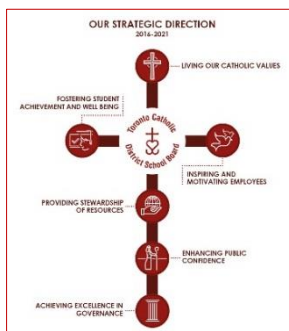 OUR STRATEGIC DIRECTION
2016-2021
LIVING OUR CATHOLIC VALUES
FOSTERING STUDENT
ACHIEVEMENT AND WELL BEING
Toronto Catholic
District School Board
INSPIRING AND
MOTIVATING EMPLOYEES
PROVIDING STEWARDSHIP
OF RESOURCES
ENHANCING PUBLIC
CONFIDENCE
ACHIEVING EXCELLENCE IN
GOVERNANCE